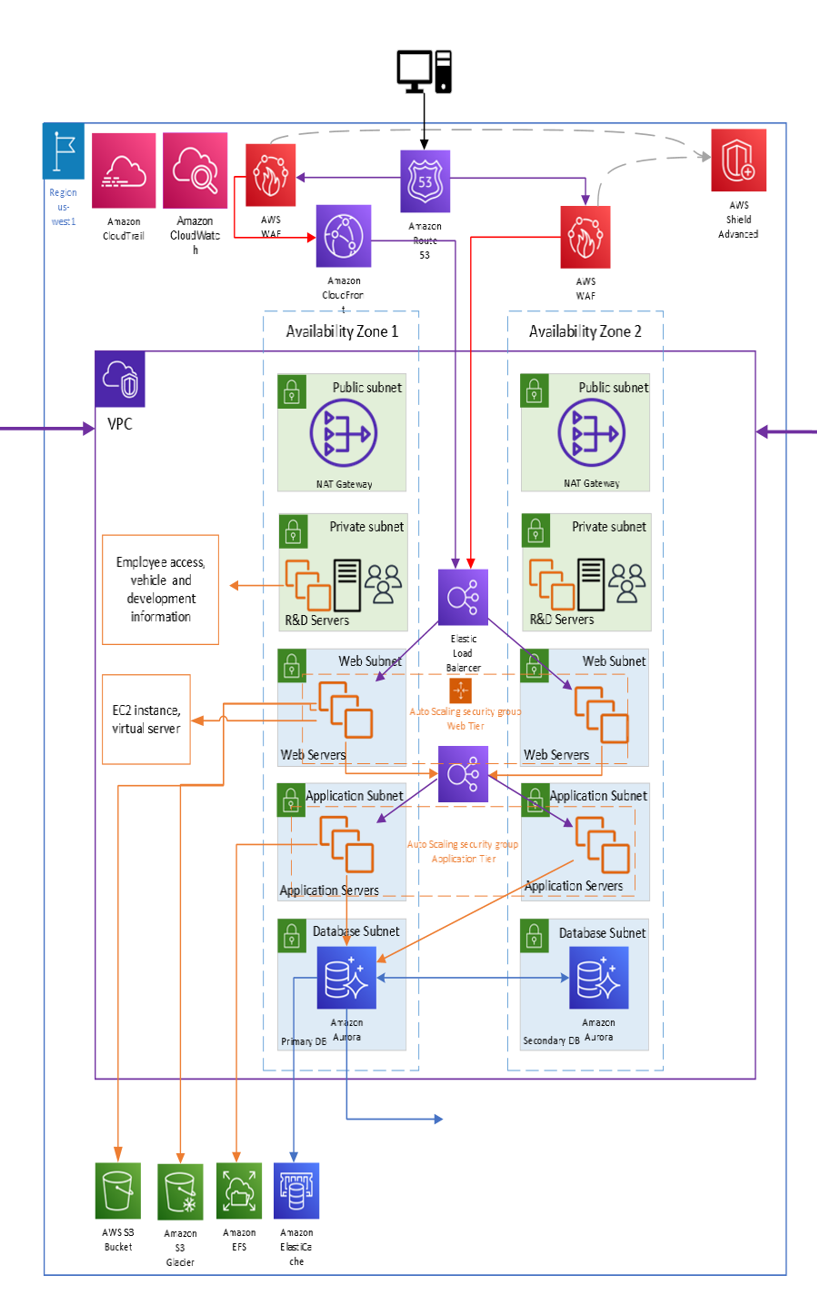 Region
us-
west1
Amazon
CloudTrail
Amazon
CloudWatc
h
AWS
WAF
53
Amazon
Route
53
AWS
Shield
Advanced
Amazon
CloudFron
t
AWS
WAF
Availability Zone 1
Availability Zone 2
VPC
Public subnet
NAT Gateway
Public subnet
NAT Gateway
Private subnet
R&D Servers
Private subnet
R&D Servers
Employee access,
vehicle and
development
information
Elastic
Load
Balancer
Web Subnet
Web Servers
Web Subnet
Web Servers
Auto Scaling security group
Web Tier
EC2 instance,
virtual server
Application Subnet
Application Servers
Application Subnet
Application Servers
Auto Scaling security group
Application Tier
Database Subnet
Amazon
Aurora
Primary DB
Database Subnet
Amazon
Aurora
Secondary DB
AWS S3
Bucket
Amazon
S3
Glacier
Amazon
EFS
Amazon
ElastiCa
che